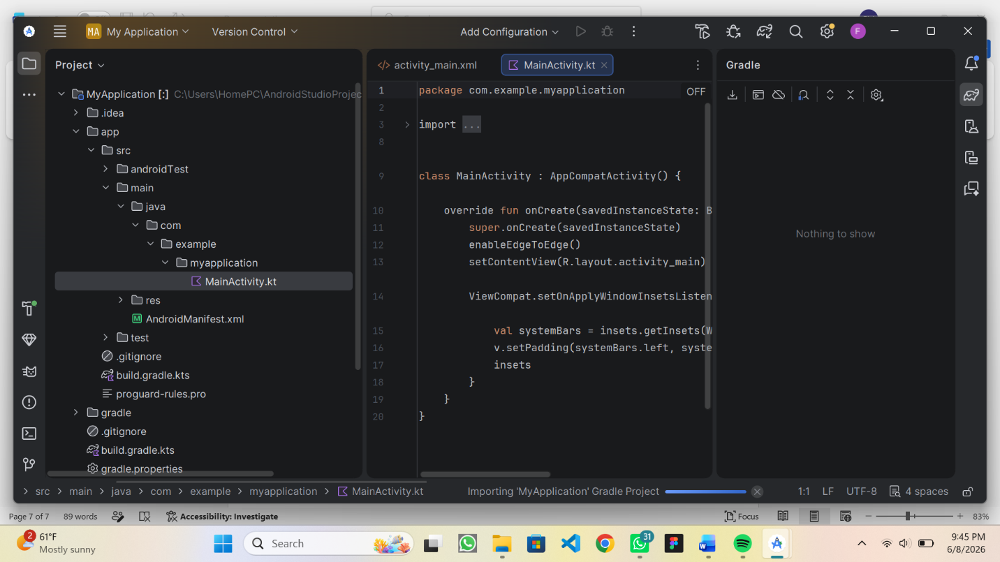 MA My Application Version Control Add Configuration F
Project
MyApplication [:] C:\Users\HomePC\AndroidStudioProjec
.idea
app
src
androidTest
main
java
com
example
myapplication
MainActivity.kt
res
AndroidManifest.xml
test
.gitignore
build.gradle.kts
proguard-rules.pro
gradle
.gitignore
build.gradle.kts
gradle.properties
activity_main.xml MainActivity.kt
OFF
1 package com.example.myapplication
2
3 import ...
8
9 class MainActivity : AppCompatActivity() {
10 override fun onCreate(savedInstanceState: B
11 super.onCreate(savedInstanceState)
12 enableEdgeToEdge()
13 setContentView(R.layout.activity_main)
14 ViewCompat.setOnApplyWindowInsetsListen
15 val systemBars = insets.getInsets(W
16 v.setPadding(systemBars.left, syste
17 insets
18 }
19 }
20 }
Gradle
Nothing to show
src > main > java > com > example > myapplication > MainActivity.kt Importing 'MyApplication' Gradle Project 1:1 LF UTF-8 4 spaces
Page 7 of 7 89 words Accessibility: Investigate Focus 83%
2 61°F
Mostly sunny
Search
31
9:45 PM
6/8/2026